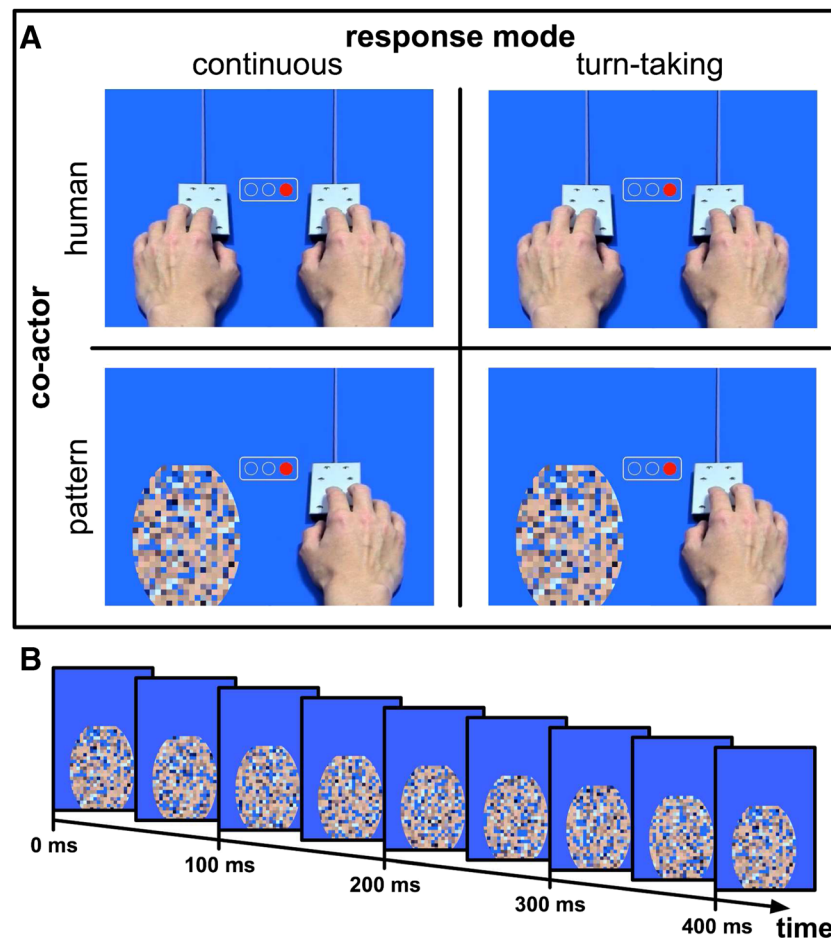 A
response mode
continuous
turn-taking
co-actor
human
pattern
B
0 ms
100 ms
200 ms
300 ms
400 ms
time